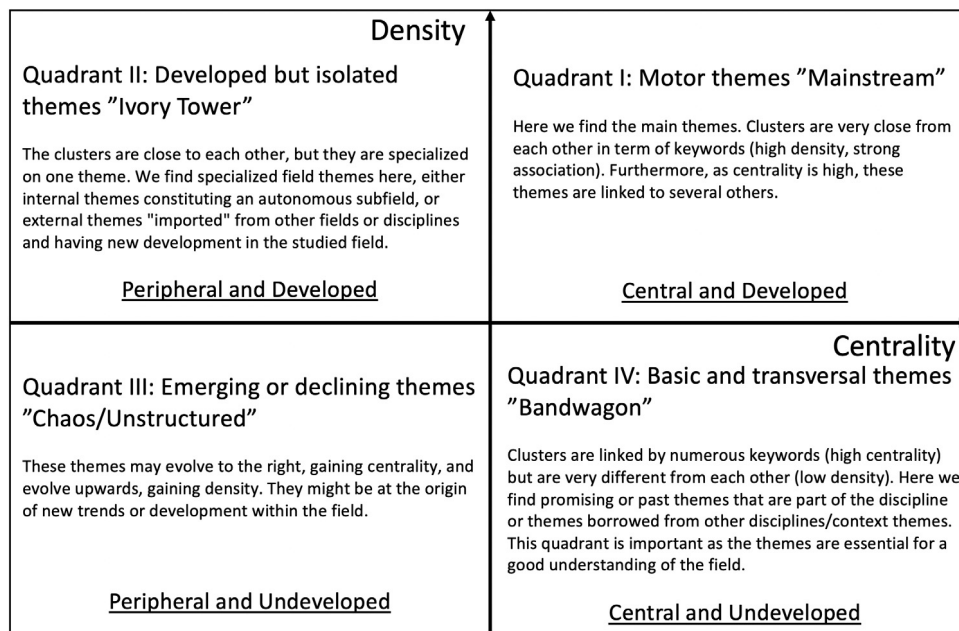 Density
Quadrant II: Developed but isolated
themes ”Ivory Tower”
The clusters are close to each other, but they are specialized
on one theme. We find specialized field themes here, either
internal themes constituting an autonomous subfield, or
external themes "imported" from other fields or disciplines
and having new development in the studied field.
Peripheral and Developed
Quadrant I: Motor themes ”Mainstream”
Here we find the main themes. Clusters are very close from
each other in term of keywords (high density, strong
association). Furthermore, as centrality is high, these
themes are linked to several others.
Central and Developed
Quadrant III: Emerging or declining themes
”Chaos/Unstructured”
These themes may evolve to the right, gaining centrality, and
evolve upwards, gaining density. They might be at the origin
of new trends or development within the field.
Peripheral and Undeveloped
Centrality
Quadrant IV: Basic and transversal themes
”Bandwagon”
Clusters are linked by numerous keywords (high centrality)
but are very different from each other (low density). Here we
find promising or past themes that are part of the discipline
or themes borrowed from other disciplines/context themes.
This quadrant is important as the themes are essential for a
good understanding of the field.
Central and Undeveloped